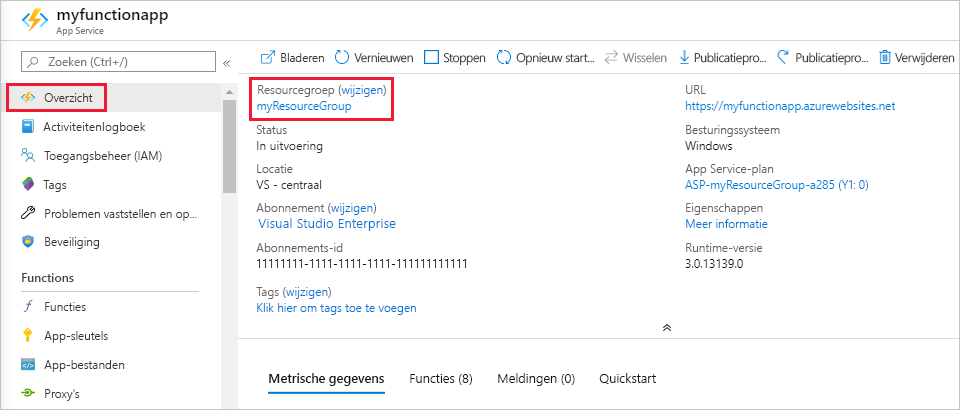 myfunctionapp
App Service
Zoeken (Ctrl+/)
«
Overzicht
Activiteitenlogboek
Toegangsbeheer (IAM)
Tags
Problemen vaststellen en op...
Beveiliging
Functions
Functies
App-sleutels
App-bestanden
Proxy's
Bladeren
Vernieuwen
Stoppen
Opnieuw start...
Wisselen
Publicatiepro...
Publicatiepro...
Verwijderen
Resourcegroep (wijzigen)
myResourceGroup
Status
In uitvoering
Locatie
VS - centraal
Abonnement (wijzigen)
Visual Studio Enterprise
Abonnements-id
11111111-1111-1111-1111-111111111111
Tags (wijzigen)
Klik hier om tags toe te voegen
URL
https://myfunctionapp.azurewebsites.net
Besturingssysteem
Windows
App Service-plan
ASP-myResourceGroup-a285 (Y1: 0)
Eigenschappen
Meer informatie
Runtime-versie
3.0.13139.0
Metrische gegevens
Functies (8)
Meldingen (0)
Quickstart